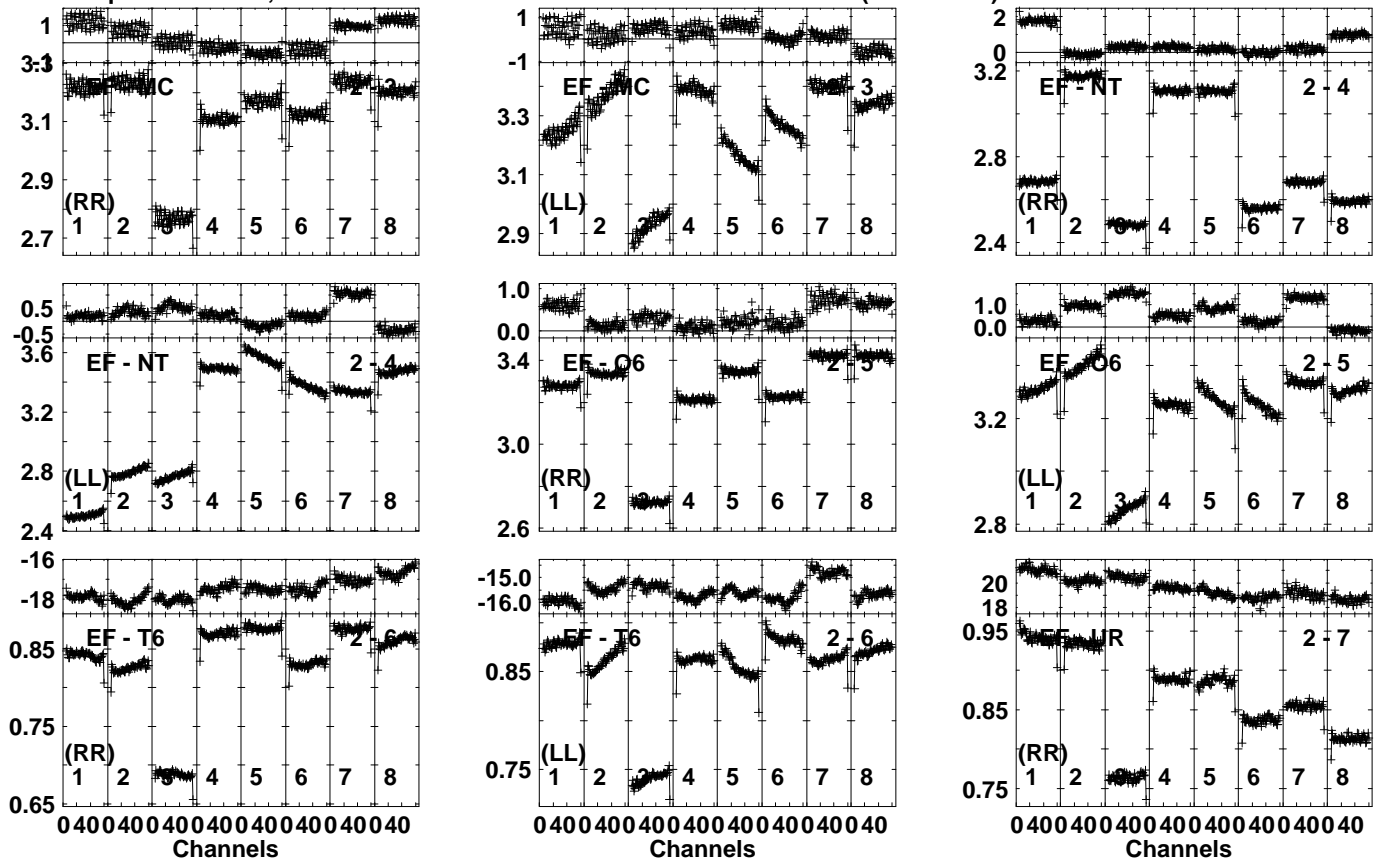 1
-1
3.3
EF - MC 2 - 3
3.1
2.9
(RR)
1 2 3 4 5 6 7 8
2.7
1
-1
EF - MC 2 - 3
3.3
3.1
(LL)
1 2 3 4 5 6 7 8
2.9
2
0
3.2
EF - NT 2 - 4
2.8
(RR)
1 2 3 4 5 6 7 8
2.4
0.5
-0.5
3.6
EF - NT 2 - 4
3.2
2.8
(LL)
1 2 3 4 5 6 7 8
2.4
1.0
0.0
3.4
EF - O6 2 - 5
3.0
(RR)
1 2 3 4 5 6 7 8
2.6
1.0
0.0
EF - O6 2 - 5
3.2
(LL)
1 2 3 4 5 6 7 8
2.8
-16
-18
EF - T6 2 - 6
0.85
0.75
(RR)
1 2 3 4 5 6 7 8
0.65
0 40 0 40 0 40 0 40 0 40 0 40 0 40 0 40
Channels
-15.0
-16.0
EF - T6 2 - 6
0.85
(LL)
1 2 3 4 5 6 7 8
0.75
0 40 0 40 0 40 0 40 0 40 0 40 0 40 0 40
Channels
20
18
0.95
EF - UR 2 - 7
0.85
(RR)
1 2 3 4 5 6 7 8
0.75
0 40 0 40 0 40 0 40 0 40 0 40 0 40 0 40
Channels